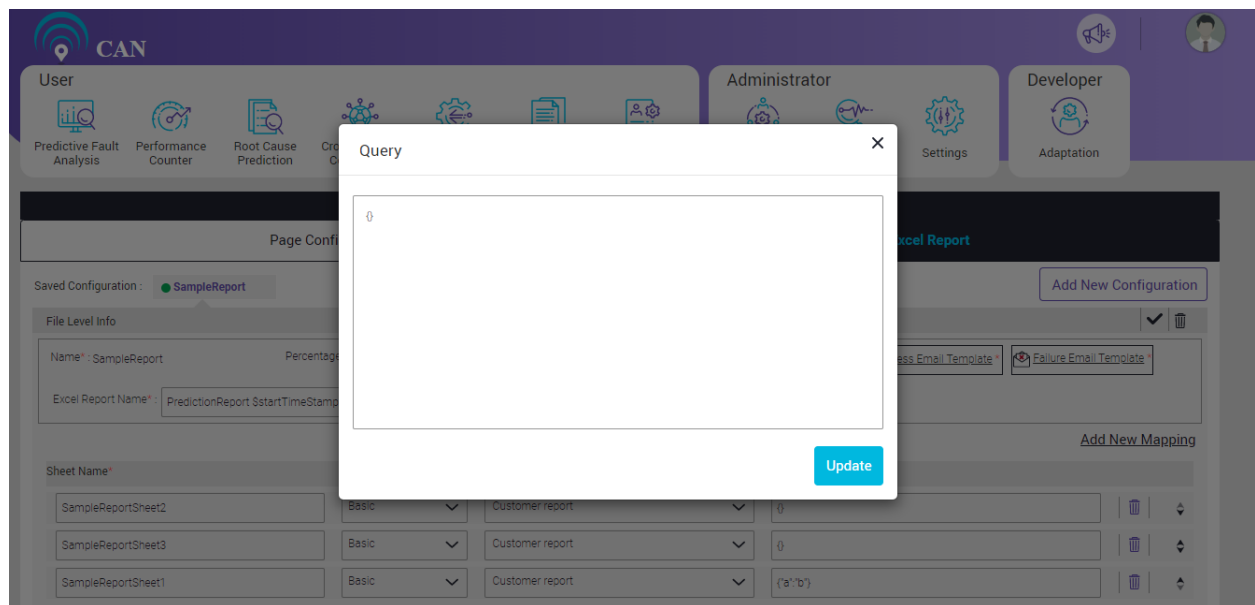 CAN
User
Administrator
Developer
Predictive Fault Analysis
Performance Counter
Root Cause Prediction
Settings
Adaptation
Query
{}
Update
Page Confi
xcel Report
Saved Configuration :
SampleReport
Add New Configuration
File Level Info
Name* : SampleReport
Percentage
ess Email Template *
Failure Email Template *
Excel Report Name* :
PredictionReport $startTimeStamp
Add New Mapping
Sheet Name*
SampleReportSheet2 Basic Customer report {}
SampleReportSheet3 Basic Customer report {}
SampleReportSheet1 Basic Customer report {"a":"b"}